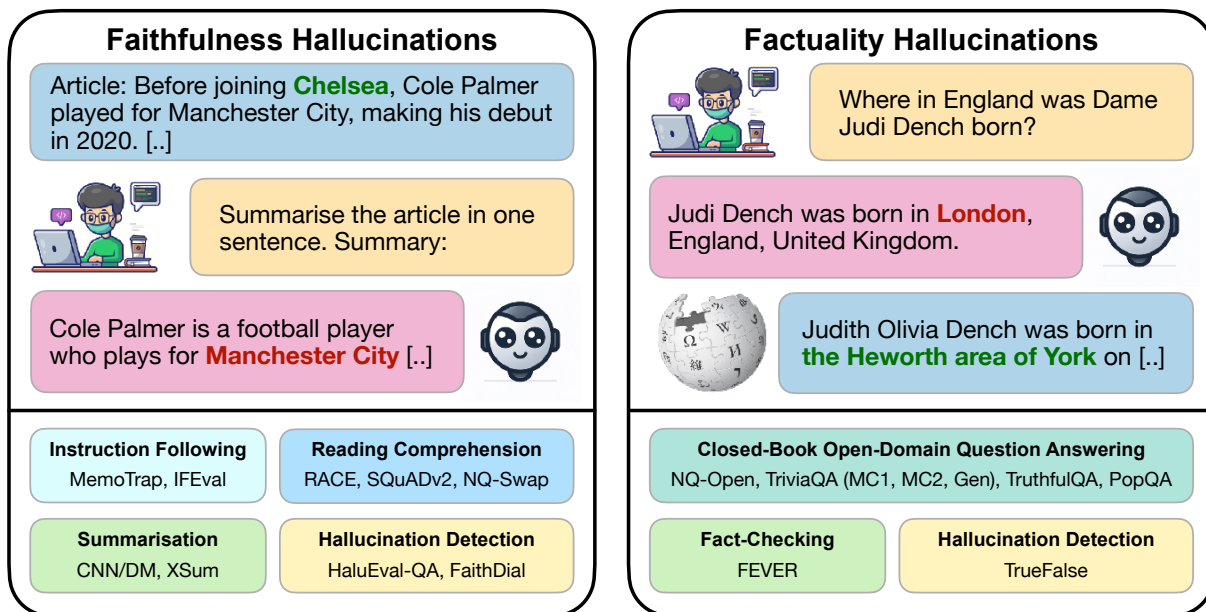 Faithfulness Hallucinations
Article: Before joining Chelsea, Cole Palmer
played for Manchester City, making his debut
in 2020. [..]
Summarise the article in one
sentence. Summary:
Cole Palmer is a football player
who plays for Manchester City [..]
Instruction Following
MemoTrap, IFEval
Reading Comprehension
RACE, SQuADv2, NQ-Swap
Summarisation
CNN/DM, XSum
Hallucination Detection
HaluEval-QA, FaithDial
Factuality Hallucinations
Where in England was Dame
Judi Dench born?
Judi Dench was born in London,
England, United Kingdom.
Judith Olivia Dench was born in
the Heworth area of York on [..]
Closed-Book Open-Domain Question Answering
NQ-Open, TriviaQA (MC1, MC2, Gen), TruthfulQA, PopQA
Fact-Checking
FEVER
Hallucination Detection
TrueFalse